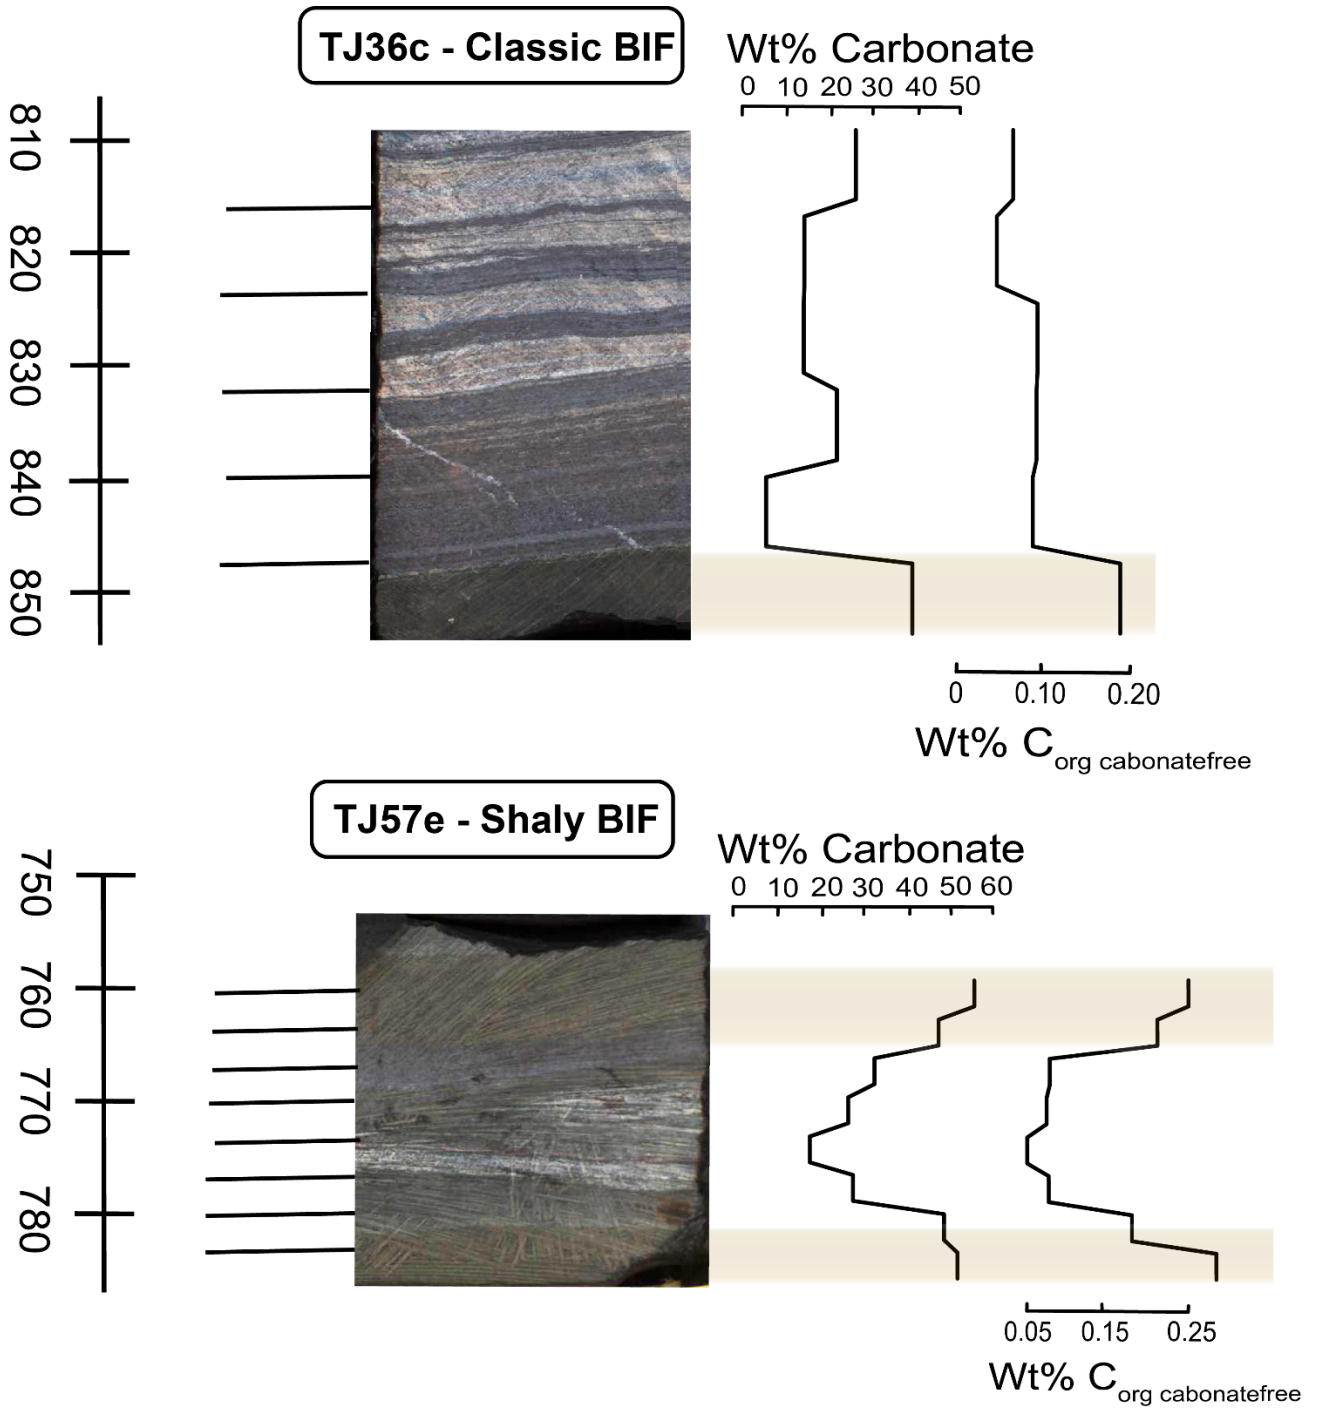 TJ36c - Classic BIF
Wt% Carbonate
0 10 20 30 40 50
810
820
830
840
850
0 0.10 0.20
Wt% Corg cabonatefree
TJ57e - Shaly BIF
Wt% Carbonate
0 10 20 30 40 50 60
750
760
770
780
0.05 0.15 0.25
Wt% Corg cabonatefree